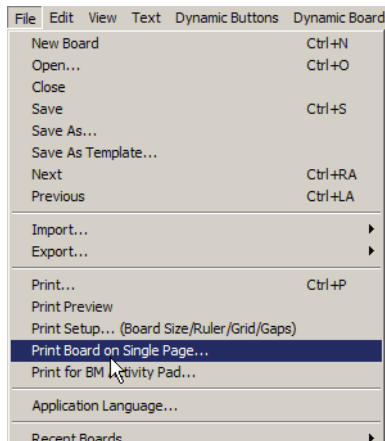 File Edit View Text Dynamic Buttons Dynamic Board
New Board Ctrl+N
Open... Ctrl+O
Close
Save Ctrl+S
Save As...
Save As Template...
Next Ctrl+RA
Previous Ctrl+LA
Import...
Export...
Print... Ctrl+P
Print Preview
Print Setup... (Board Size/Ruler/Grid/Gaps)
Print Board on Single Page...
Print for BM Activity Pad...
Application Language...
Recent Boards